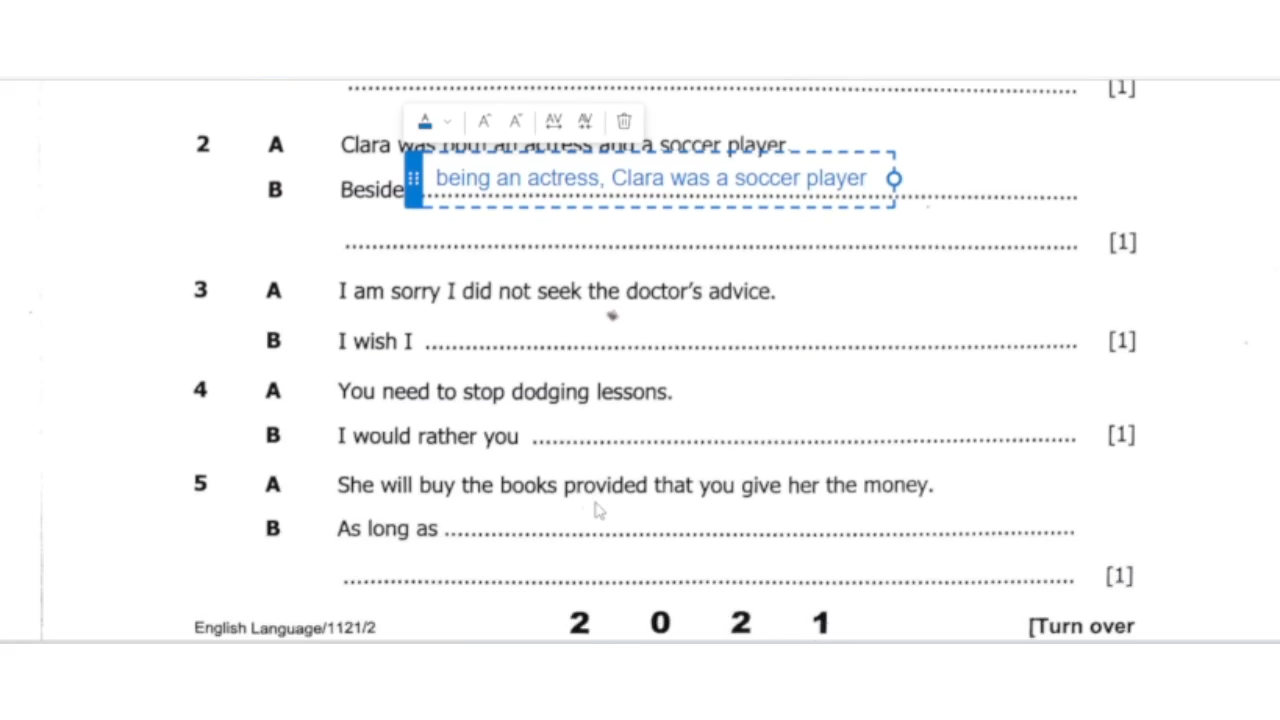 [1]
2 A Clara was both an actress and a soccer player.
B Beside being an actress, Clara was a soccer player
[1]
3 A I am sorry I did not seek the doctor's advice.
B I wish I [1]
4 A You need to stop dodging lessons.
B I would rather you [1]
5 A She will buy the books provided that you give her the money.
B As long as
[1]
English Language/1121/2 2 0 2 1 [Turn over